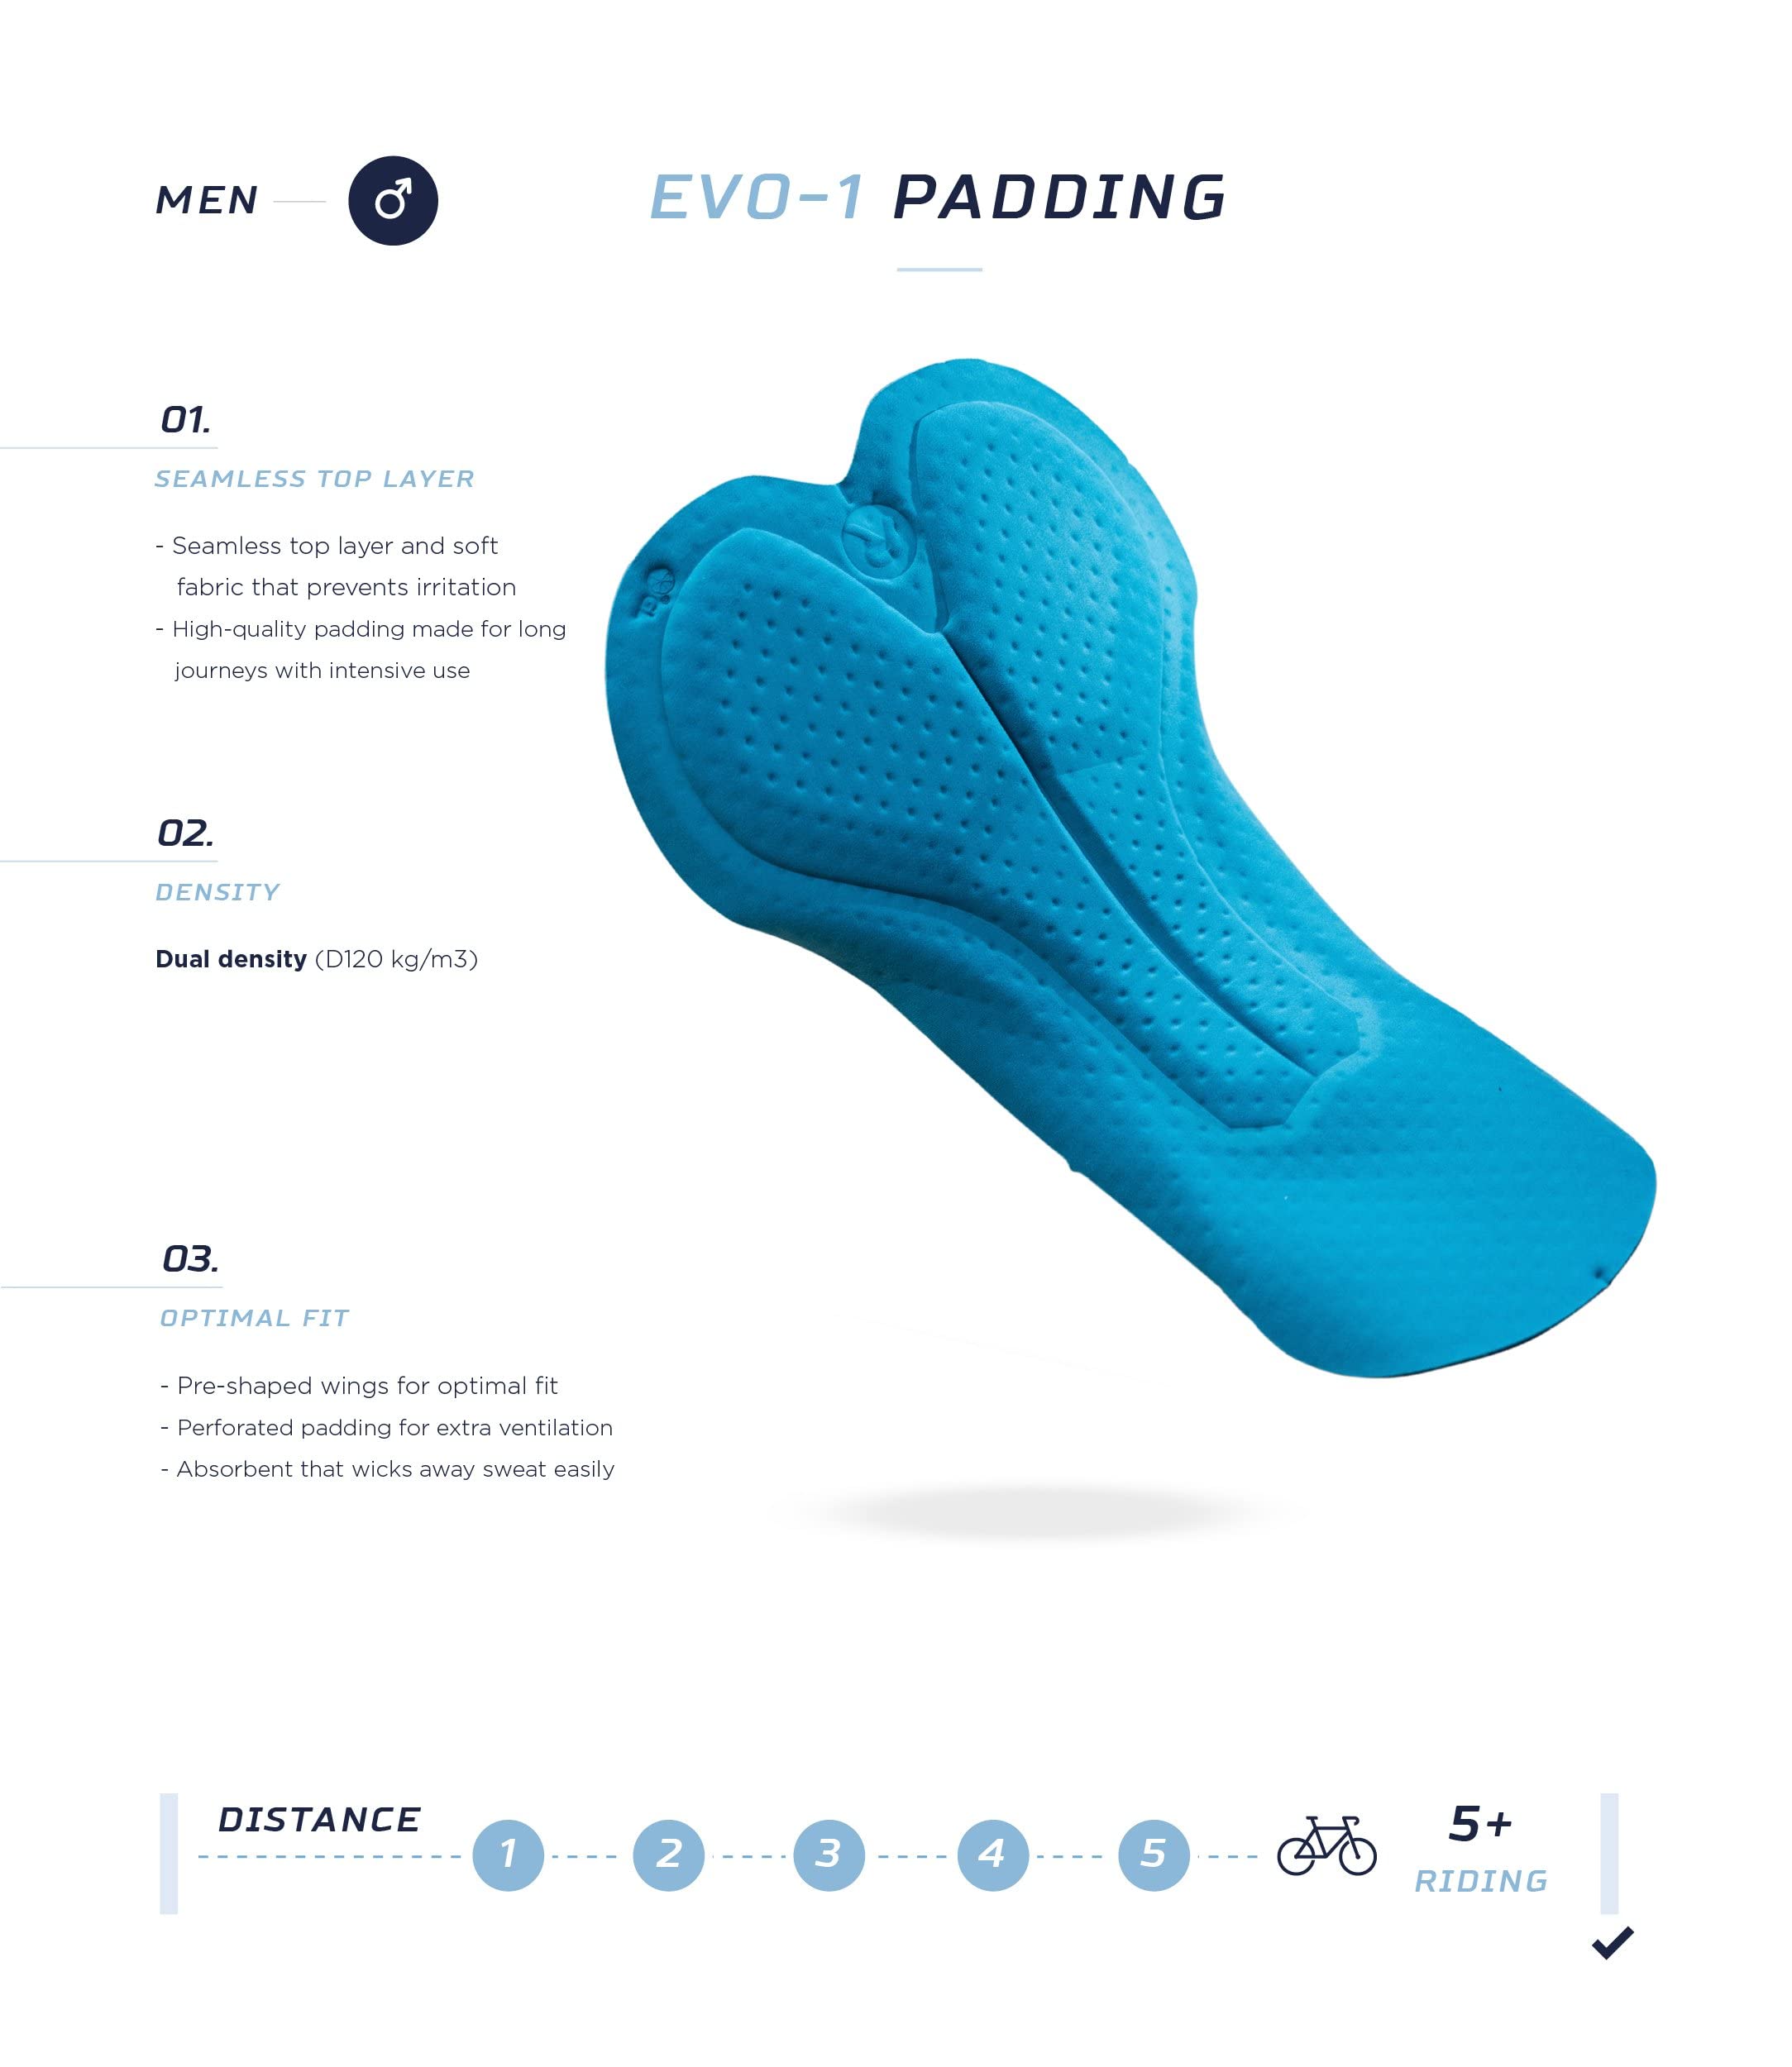 MEN
EVO-1 PADDING
01.
SEAMLESS TOP LAYER
- Seamless top layer and soft
fabric that prevents irritation
- High-quality padding made for long
journeys with intensive use
02.
DENSITY
Dual density (D120 kg/m3)
03.
OPTIMAL FIT
- Pre-shaped wings for optimal fit
- Perforated padding for extra ventilation
- Absorbent that wicks away sweat easily
DISTANCE
1 2 3 4 5
5+
RIDING